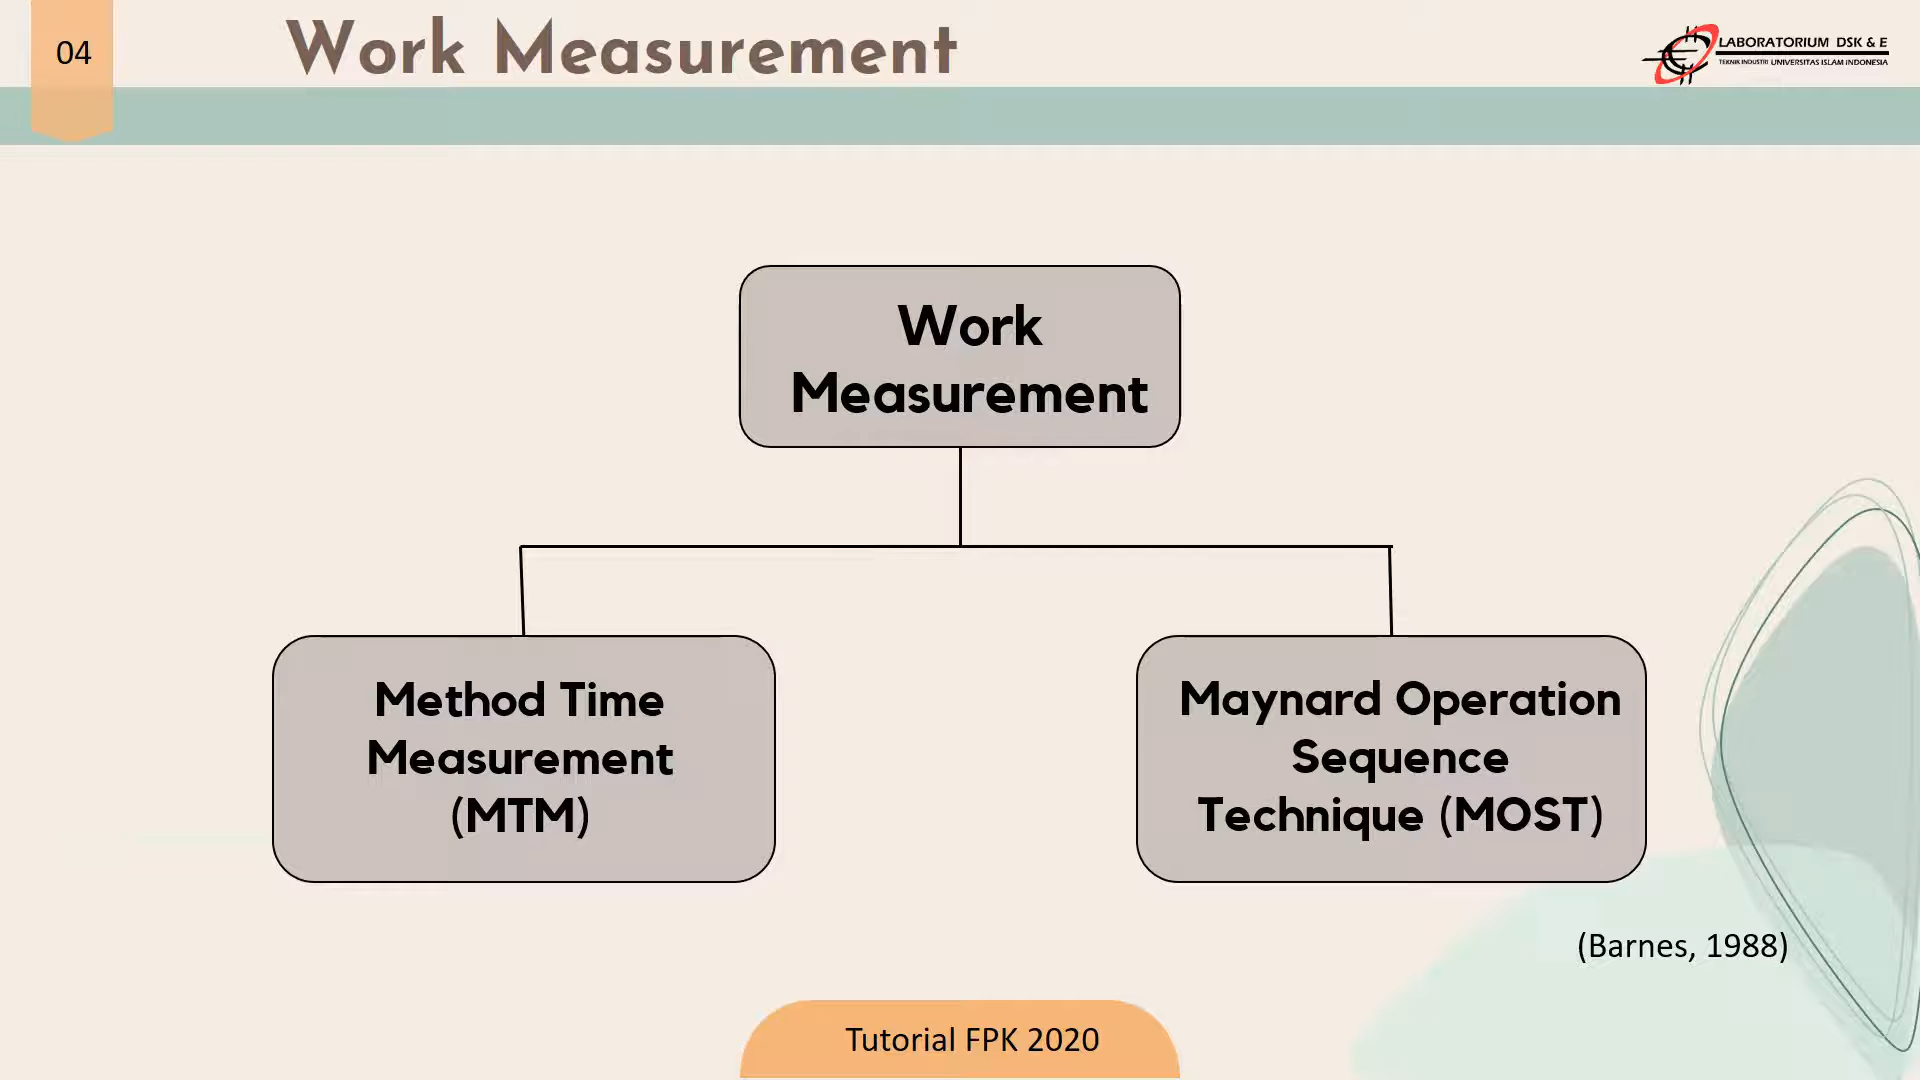 04
Work Measurement
LABORATORIUM DSK & E
TEKNIK INDUSTRI UNIVERSITAS ISLAM INDONESIA
Work
Measurement
Method Time
Measurement
(MTM)
Maynard Operation
Sequence
Technique (MOST)
(Barnes, 1988)
Tutorial FPK 2020